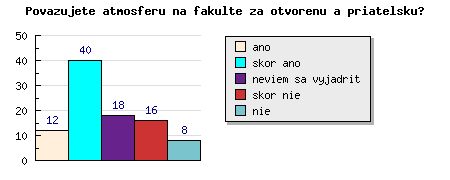 Povazujete atmosferu na fakulte za otvorenu a priatelsku?
50
40
30
20
10
0
12
40
18
16
8
ano
skor ano
neviem sa vyjadrit
skor nie
nie